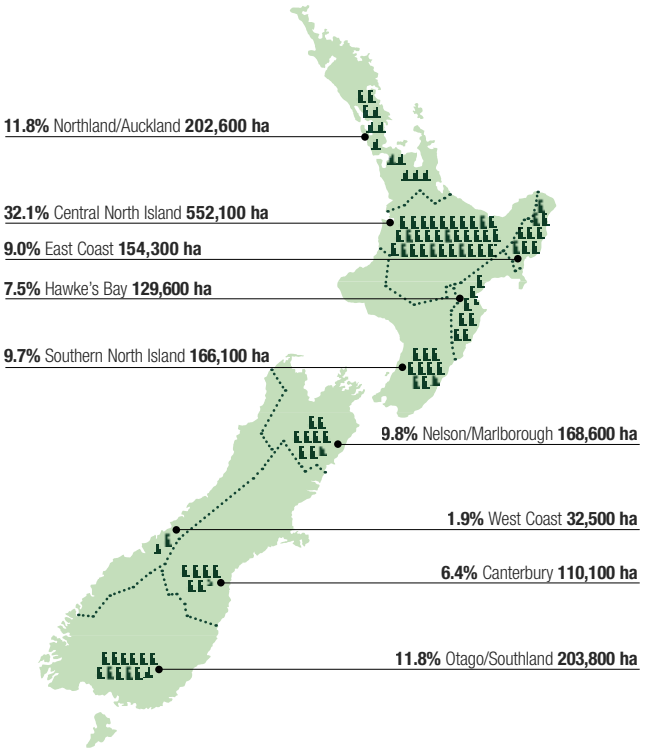 11.8% Northland/Auckland 202,600 ha
32.1% Central North Island 552,100 ha
9.0% East Coast 154,300 ha
7.5% Hawke's Bay 129,600 ha
9.7% Southern North Island 166,100 ha
9.8% Nelson/Marlborough 168,600 ha
1.9% West Coast 32,500 ha
6.4% Canterbury 110,100 ha
11.8% Otago/Southland 203,800 ha